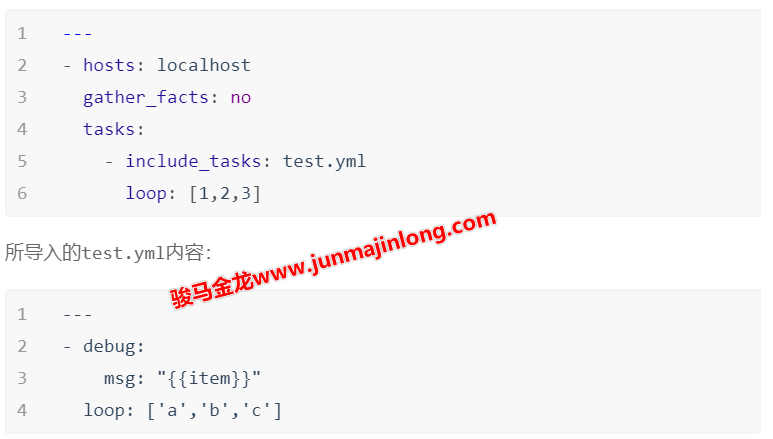 1 ---
2 - hosts: localhost
3   gather_facts: no
4   tasks:
5     - include_tasks: test.yml
6       loop: [1,2,3]
所导入的test.yml内容：
骏马金龙www.junmajinlong.com
1 ---
2 - debug:
3     msg: "{{item}}"
4   loop: ['a','b','c']